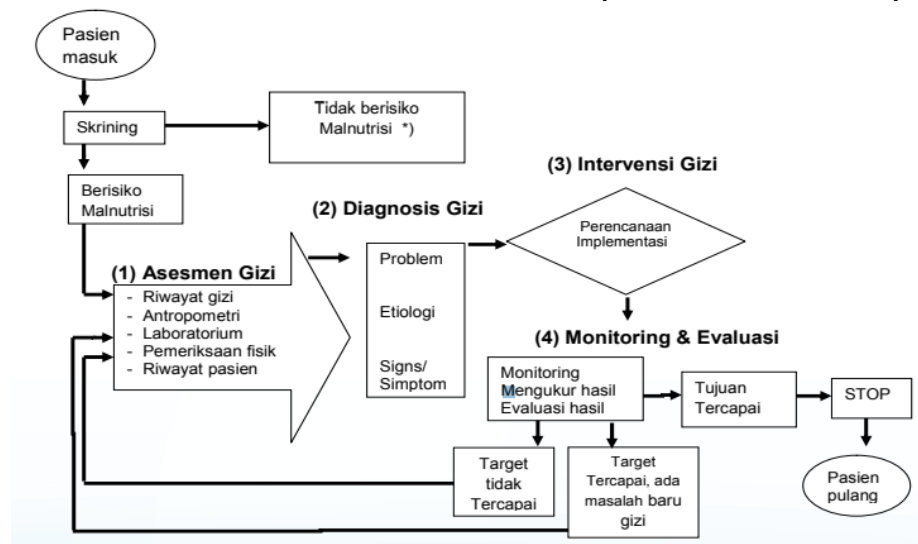 Pasien
masuk
Skrining
Tidak berisiko
Malnutrisi *)
Berisiko
Malnutrisi
(1) Asesmen Gizi
- Riwayat gizi
- Antropometri
- Laboratorium
- Pemeriksaan fisik
- Riwayat pasien
(2) Diagnosis Gizi
Problem
Etiologi
Signs/
Simptom
(3) Intervensi Gizi
Perencanaan
Implementasi
(4) Monitoring & Evaluasi
Monitoring
Mengukur hasil
Evaluasi hasil
Tujuan
Tercapai
STOP
Pasien
pulang
Target
tidak
Tercapai
Target
Tercapai, ada
masalah baru
gizi